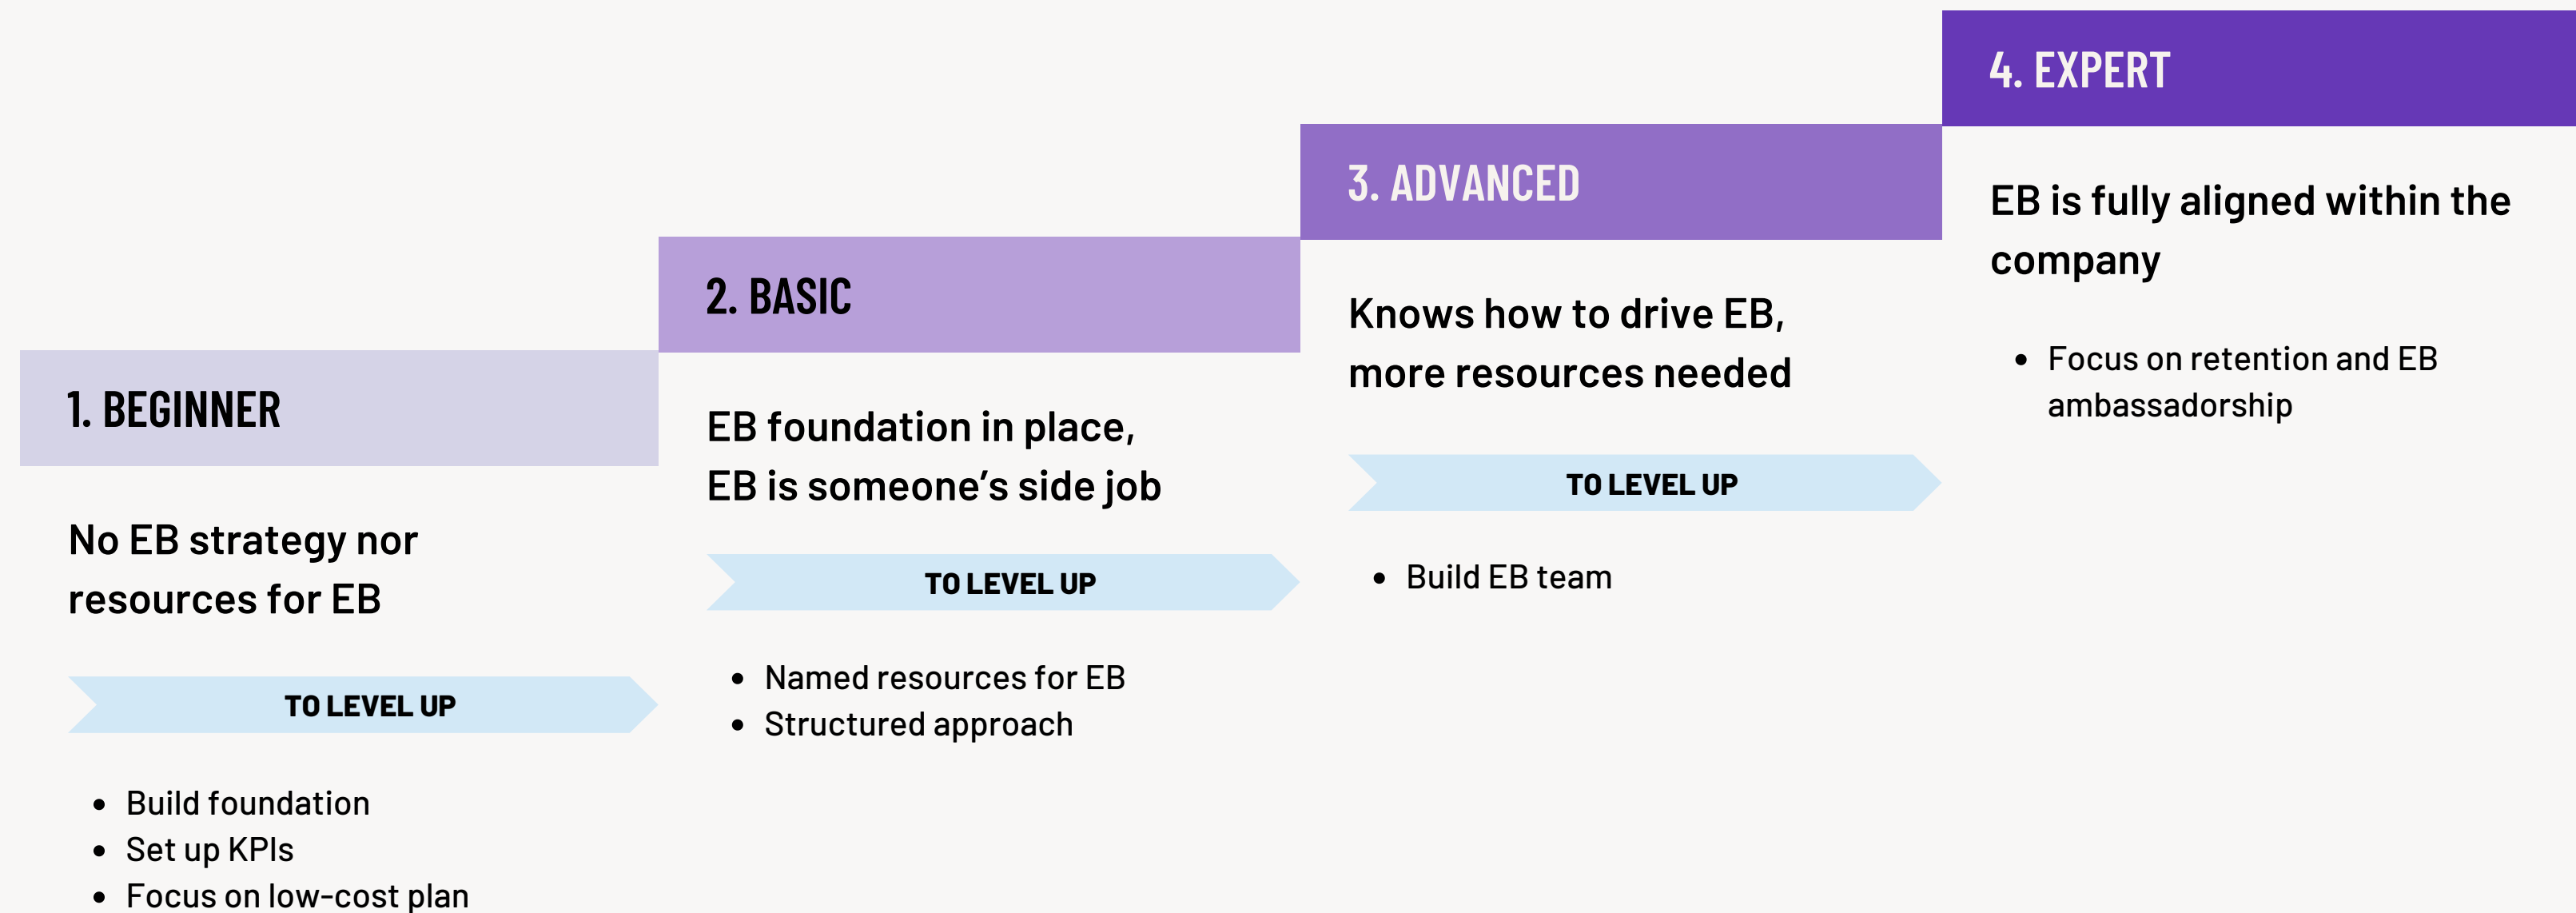 1. BEGINNER
No EB strategy nor
resources for EB
TO LEVEL UP
• Build foundation
• Set up KPIs
• Focus on low-cost plan
2. BASIC
EB foundation in place,
EB is someone’s side job
TO LEVEL UP
• Named resources for EB
• Structured approach
3. ADVANCED
Knows how to drive EB,
more resources needed
TO LEVEL UP
• Build EB team
4. EXPERT
EB is fully aligned within the
company
• Focus on retention and EB
ambassadorship